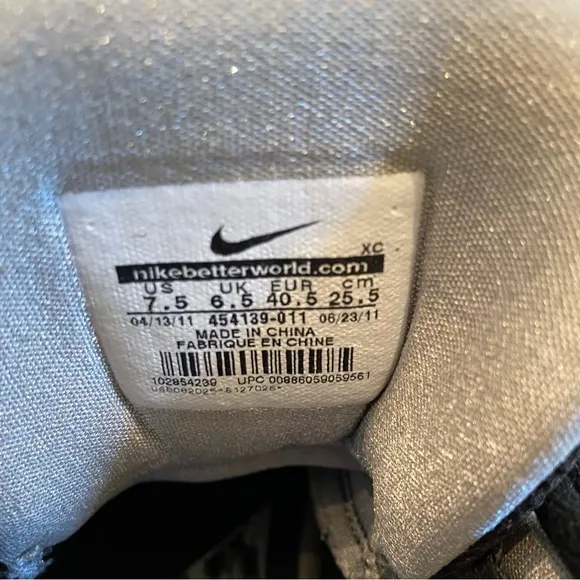 XC
nikebetterworld.com
US UK EUR cm
7.5 6.5 40.5 25.5
04/13/11 454139-011 06/23/11
MADE IN CHINA
FABRIQUE EN CHINE
102854239 UPC 00886059059561